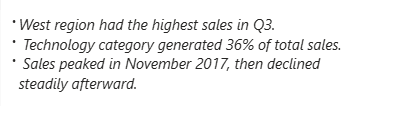 • West region had the highest sales in Q3.
• Technology category generated 36% of total sales.
• Sales peaked in November 2017, then declined
steadily afterward.